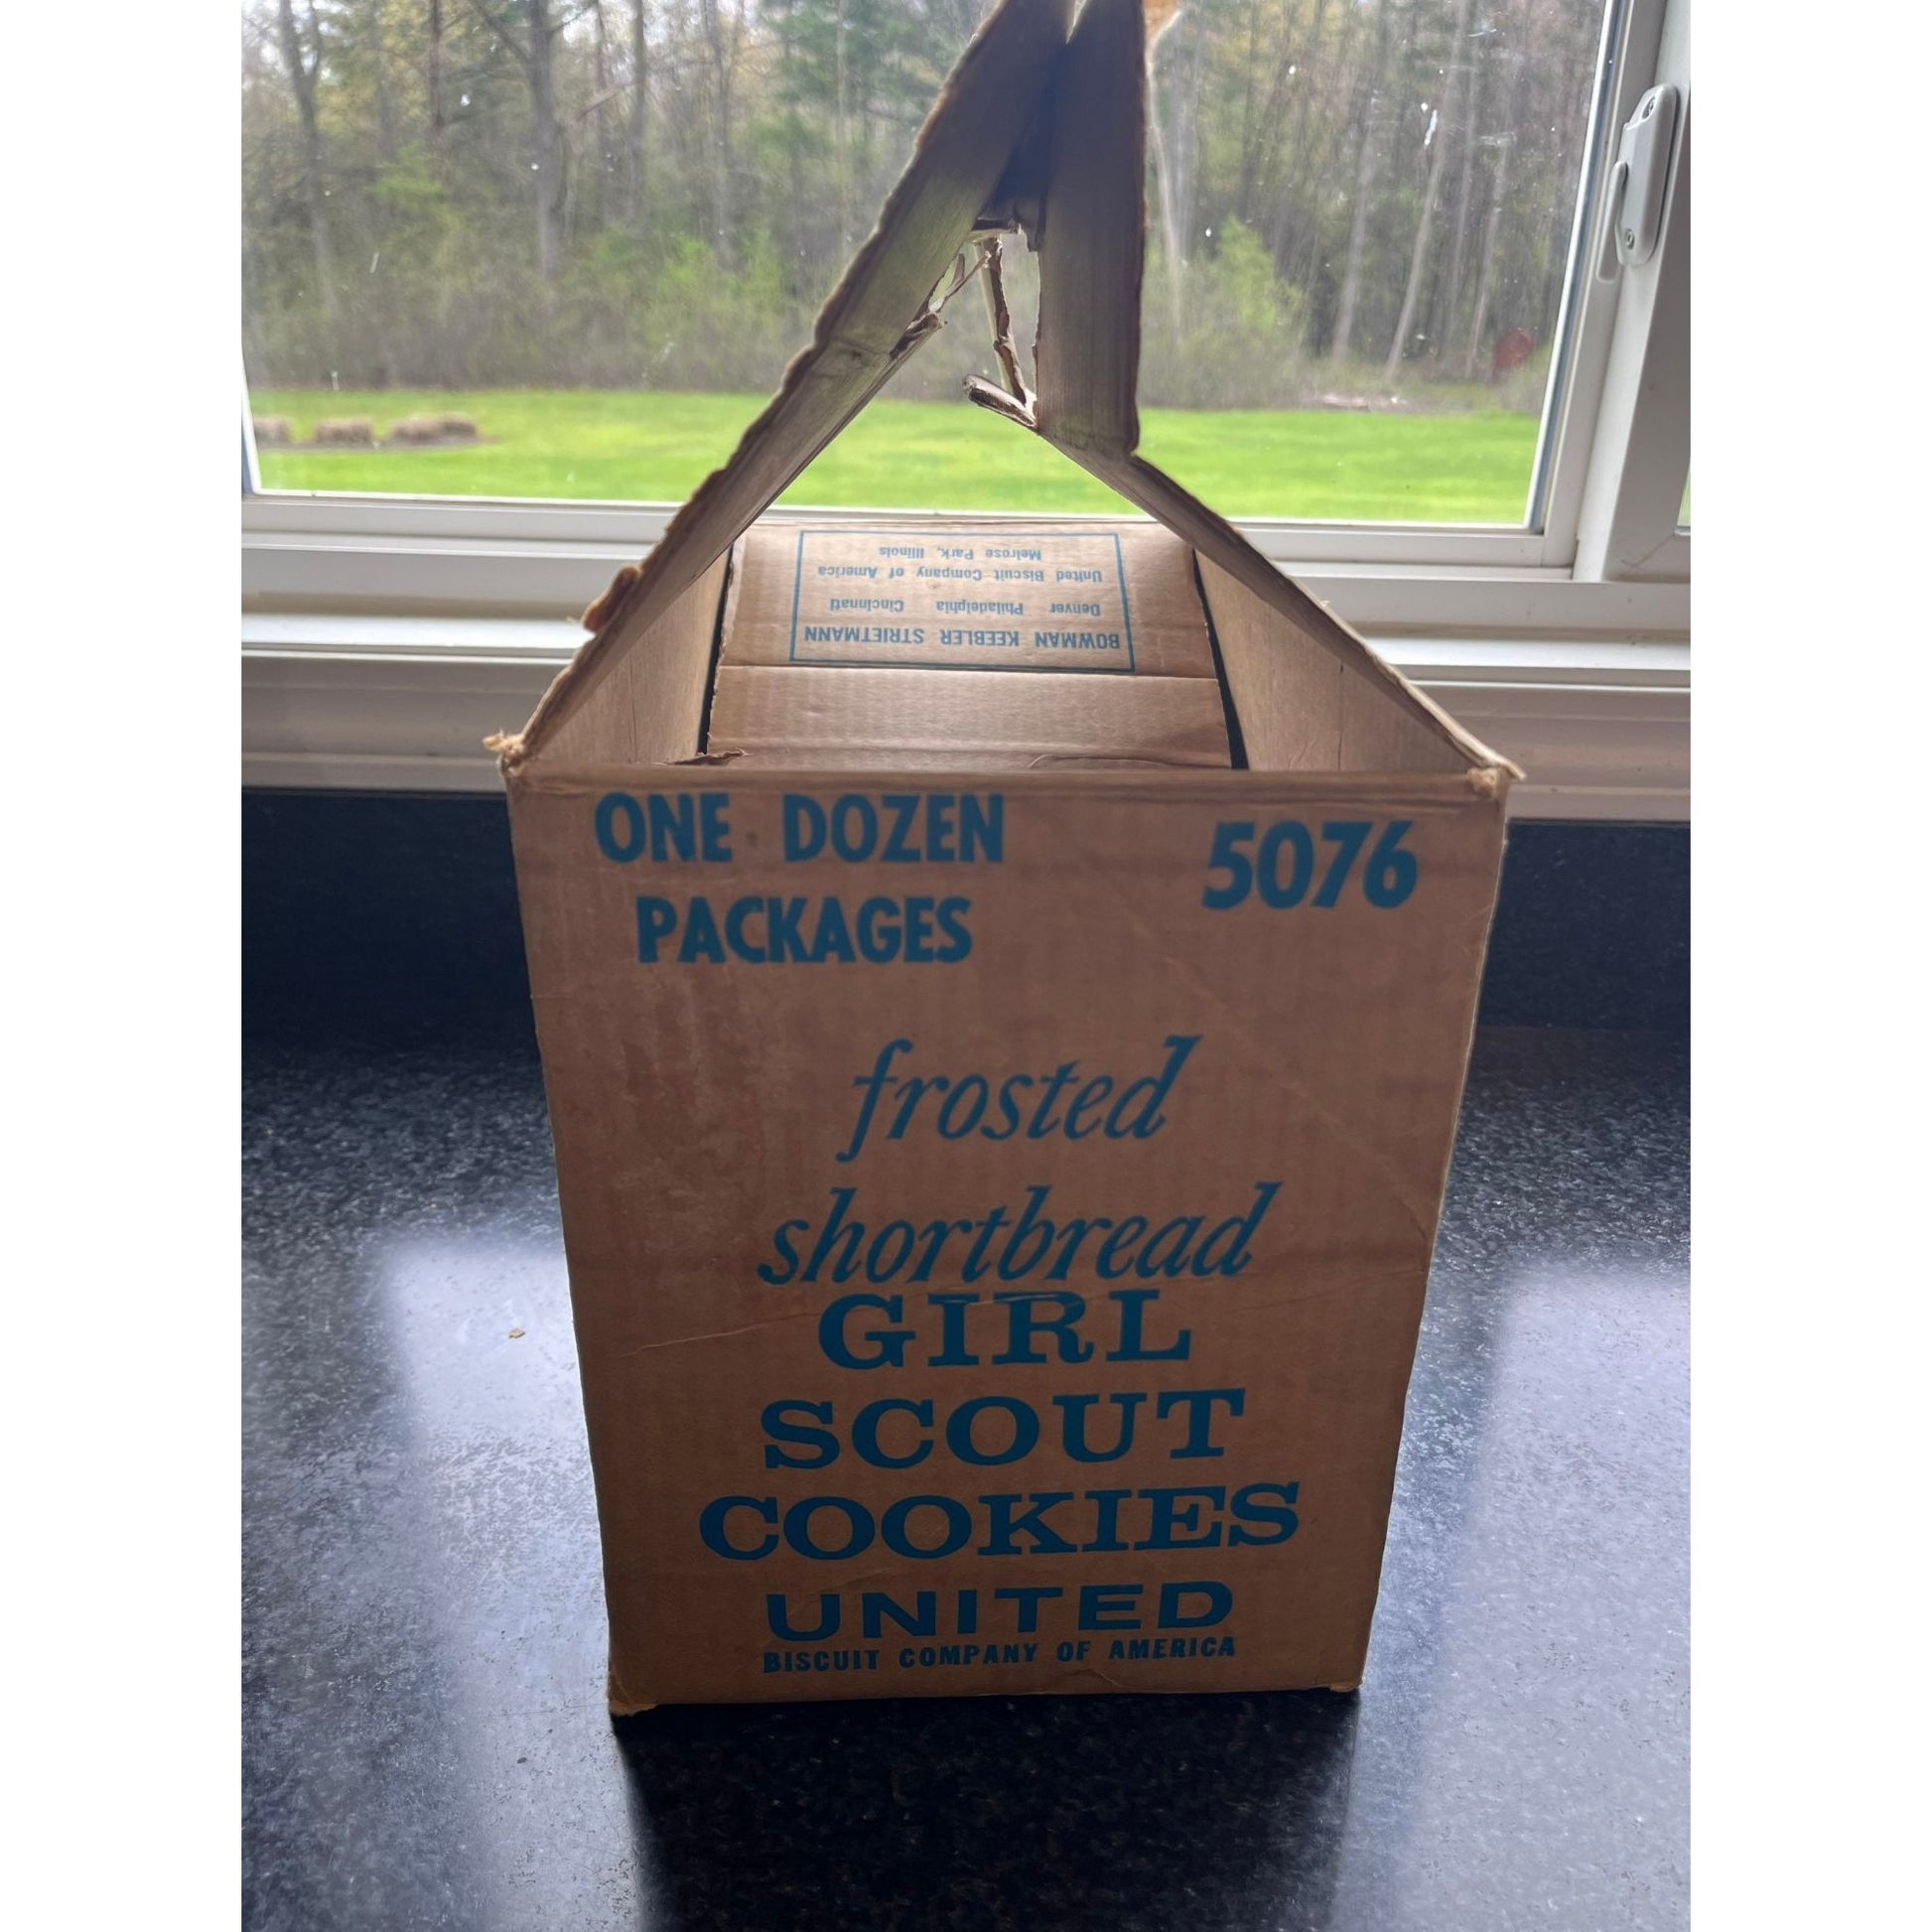 Melrose Park, Illinois
United Biscuit Company of America
Denver Philadelphia Cincinnati
BOWMAN KEEBLER STRIETMANN
ONE DOZEN
PACKAGES
5076
frosted
shortbread
GIRL
SCOUT
COOKIES
UNITED
BISCUIT COMPANY OF AMERICA